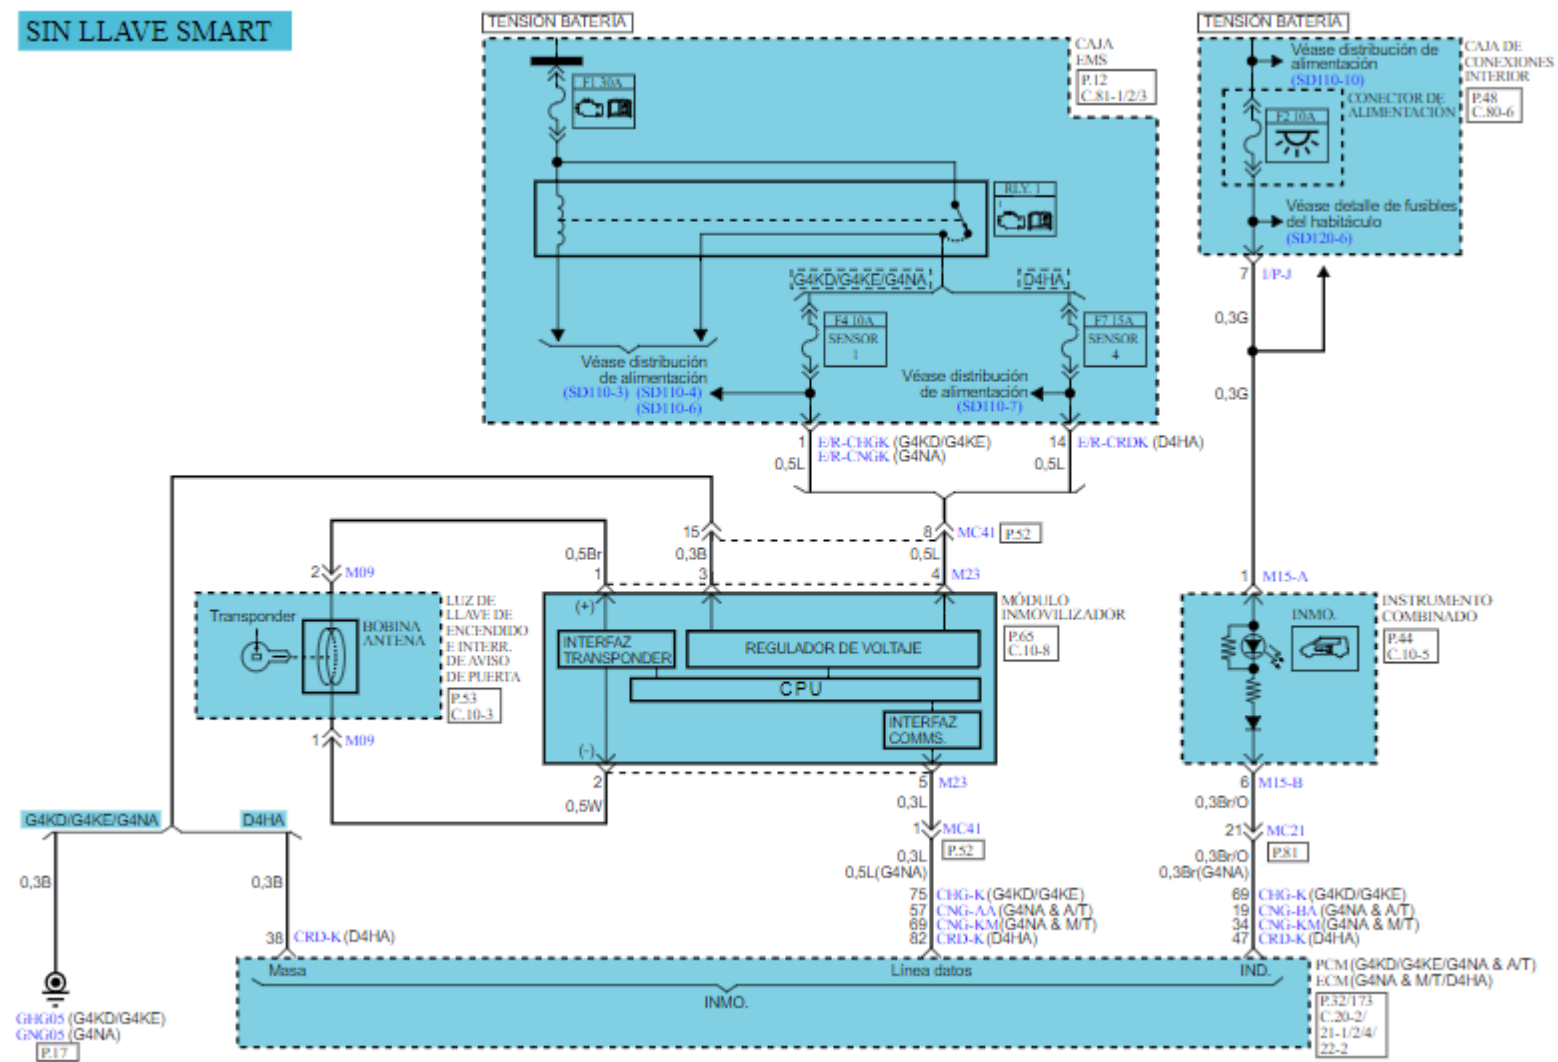 SIN LLAVE SMART
TENSIÓN BATERÍA
CAJA
EMS
P.12
C.81-1/2/3
F1 30A
RLY. 1
1
G4KD/G4KE/G4NA
D4HA
F4 10A
SENSOR
1
F7 15A
SENSOR
4
Véase distribución
de alimentación
(SD110-3) (SD110-4)
(SD110-6)
Véase distribución
de alimentación
(SD110-7)
1 E/R-CHGK (G4KD/G4KE)
E/R-CNGK (G4NA)
0,5L
14 E/R-CRDK (D4HA)
0,5L
TENSIÓN BATERÍA
Véase distribución de
alimentación
(SD110-10)
CAJA DE
CONEXIONES
INTERIOR
P.48
C.80-6
CONECTOR DE
ALIMENTACIÓN
F2 10A
Véase detalle de fusibles
del habitáculo
(SD120-6)
7 I/P-J
0,3G
0,3G
15
8 MC41 P.52
0,5Br
0,3B
0,5L
1
3
4 M23
2 M09
Transponder
BOBINA
ANTENA
LUZ DE
LLAVE DE
ENCENDIDO
E INTERR.
DE AVISO
DE PUERTA
P.53
C.10-3
1 M09
(+)
INTERFAZ
TRANSPONDER
REGULADOR DE VOLTAJE
CPU
INTERFAZ
COMMS.
(-)
MÓDULO
INMOVILIZADOR
P.65
C.10-8
2
0,5W
5 M23
0,3L
1 MC41
P.52
0,3L
0,5L(G4NA)
75 CHG-K (G4KD/G4KE)
57 CNG-AA (G4NA & A/T)
69 CNG-KM (G4NA & M/T)
82 CRD-K (D4HA)
1 M15-A
INMO.
INSTRUMENTO
COMBINADO
P.44
C.10-5
6 M15-B
0,3Br/O
21 MC21
P.81
0,3Br/O
0,3Br(G4NA)
69 CHG-K (G4KD/G4KE)
19 CNG-BA (G4NA & A/T)
34 CNG-KM(G4NA & M/T)
47 CRD-K (D4HA)
G4KD/G4KE/G4NA
D4HA
0,3B
0,3B
38 CRD-K (D4HA)
GHG05 (G4KD/G4KE)
GNG05 (G4NA)
P.17
Masa
Línea datos
IND.
INMO.
PCM (G4KD/G4KE/G4NA & A/T)
ECM (G4NA & M/T/D4HA)
P.32/173
C.20-2/
21-1/2/4/
22-2